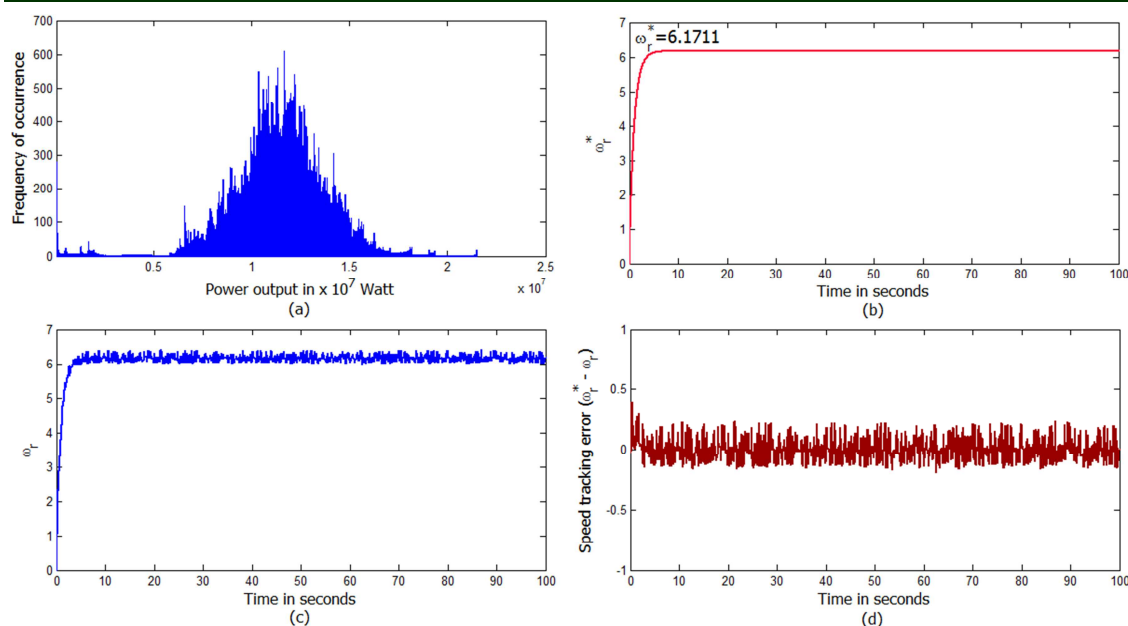 700
600
500
400
300
200
100
0
Frequency of occurrence
0.5
1
1.5
2
2.5
x 10^7
Power output in x 10^7 Watt
(a)
7
6
5
4
3
2
1
0
ω_r^*
ω_r^*=6.1711
0 10 20 30 40 50 60 70 80 90 100
Time in seconds
(b)
7
6
5
4
3
2
1
0
ω_r
0 10 20 30 40 50 60 70 80 90 100
Time in seconds
(c)
1
0.5
0
-0.5
-1
Speed tracking error (ω_r^* - ω_r)
0 10 20 30 40 50 60 70 80 90 100
Time in seconds
(d)